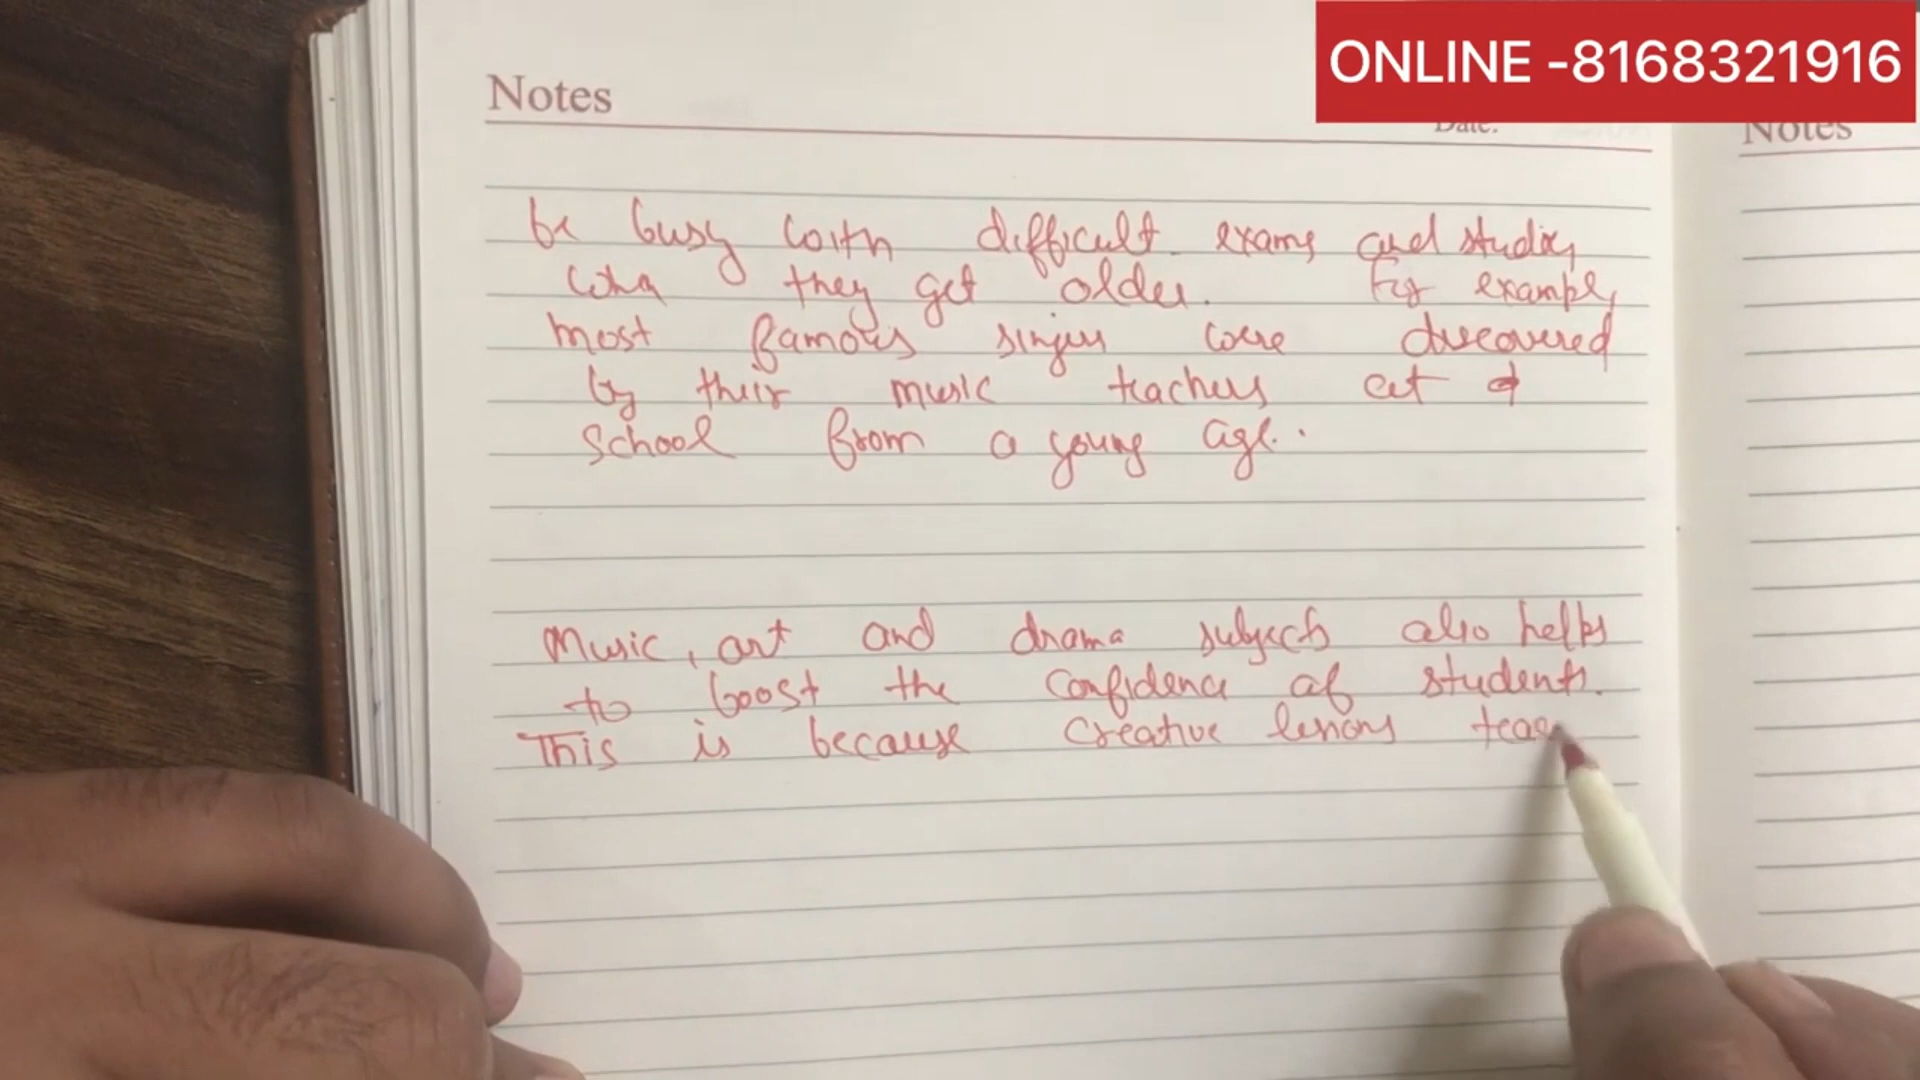 ONLINE -8168321916
Notes
Date:
Notes
be busy with difficult exams and studies
when they get older. For example,
most famous singers were discovered
by their music teachers at
school from a young age.
Music, art and drama subjects also helps
to boost the confidence of students.
This is because creative lessons teac